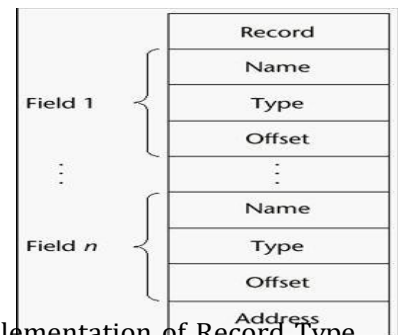 Record
Name
Field 1
Type
Offset
⋮ ⋮
Name
Field n
Type
Offset
Address
lementation of Record Type